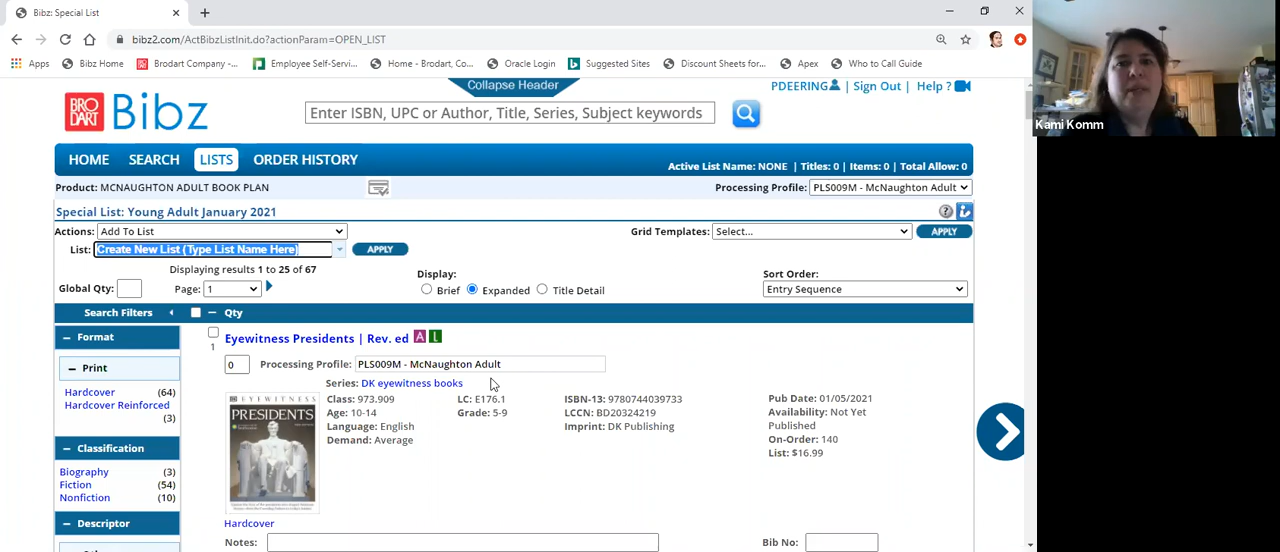 Bibz: Special List
bibz2.com/ActBibzListInit.do?actionParam=OPEN_LIST
Apps Bibz Home Brodart Company -... Employee Self-Servi... Home - Brodart, Co... Oracle Login Suggested Sites Discount Sheets for... Apex Who to Call Guide
Collapse Header
PDEERING | Sign Out | Help ?
BRO DART Bibz
Enter ISBN, UPC or Author, Title, Series, Subject keywords
HOME SEARCH LISTS ORDER HISTORY
Active List Name: NONE | Titles: 0 | Items: 0 | Total Allow: 0
Product: MCNAUGHTON ADULT BOOK PLAN
Processing Profile: PLS009M - McNaughton Adult
Special List: Young Adult January 2021
Actions: Add To List
Grid Templates: Select... APPLY
List: Create New List (Type List Name Here) APPLY
Displaying results 1 to 25 of 67
Display:
Sort Order:
Global Qty: Page: 1
Brief Expanded Title Detail
Entry Sequence
Search Filters Qty
Format
Print
Hardcover (64)
Hardcover Reinforced (3)
Classification
Biography (3)
Fiction (54)
Nonfiction (10)
Descriptor
1
Eyewitness Presidents | Rev. ed A L
0 Processing Profile: PLS009M - McNaughton Adult
Series: DK eyewitness books
Class: 973.909 LC: E176.1 ISBN-13: 9780744039733
Age: 10-14 Grade: 5-9 LCCN: BD20324219
Language: English Imprint: DK Publishing
Demand: Average
Pub Date: 01/05/2021
Availability: Not Yet
Published
On-Order: 140
List: $16.99
EYEWITNESS
PRESIDENTS
Hardcover
Notes: Bib No:
Kami Komm